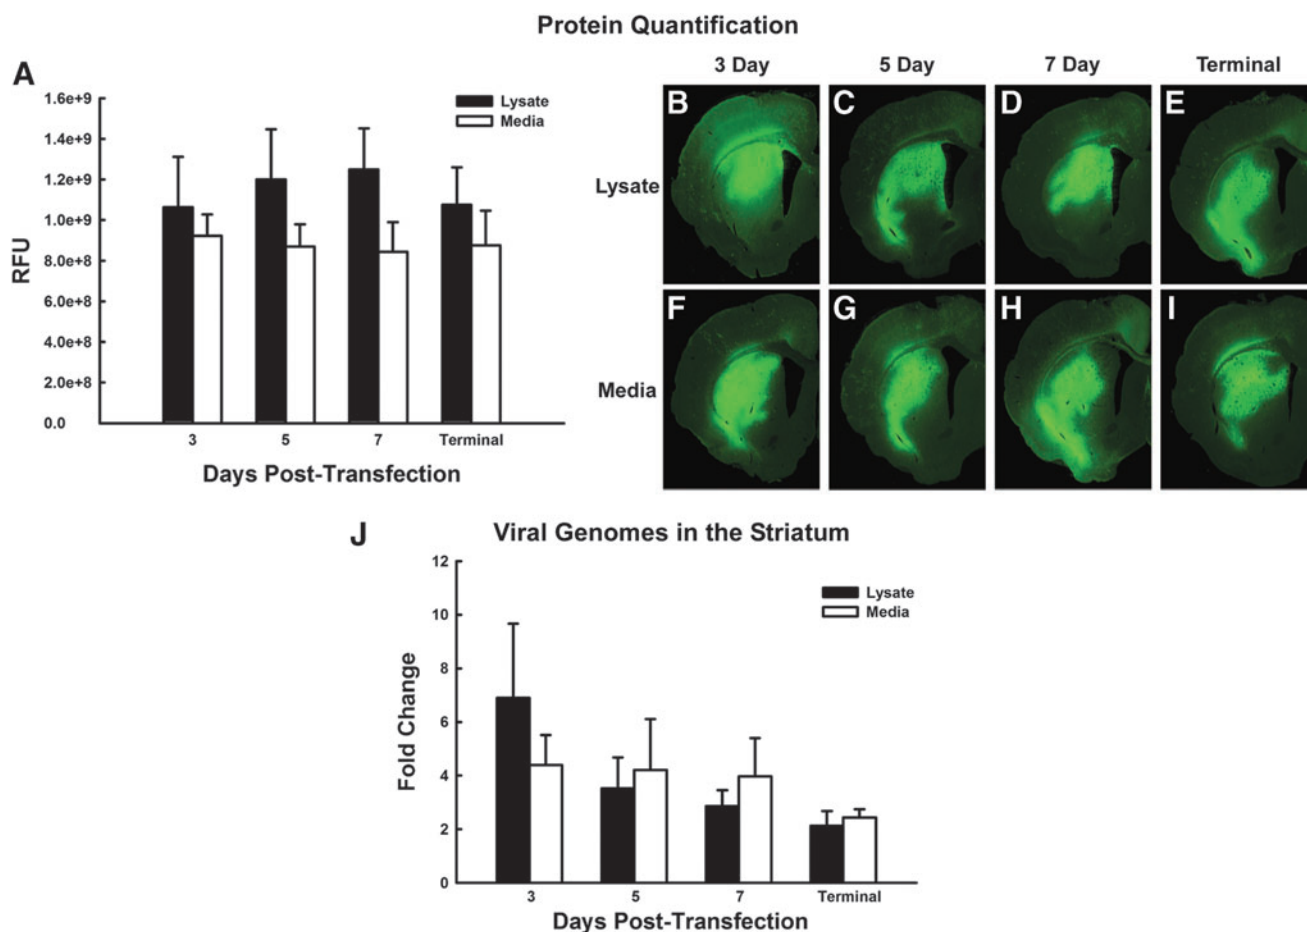 Protein Quantification
A
1.6e+9
1.4e+9
1.2e+9
1.0e+9
8.0e+8
6.0e+8
4.0e+8
2.0e+8
0.0
RFU
Lysate
Media
3 5 7 Terminal
Days Post-Transfection
3 Day 5 Day 7 Day Terminal
Lysate
B C D E
Media
F G H I
J
Viral Genomes in the Striatum
12
10
8
6
4
2
0
Fold Change
Lysate
Media
3 5 7 Terminal
Days Post-Transfection